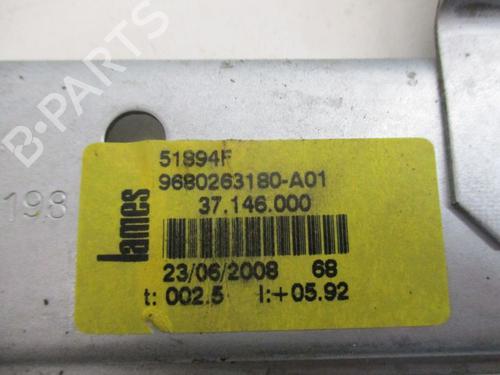 B-PARTS
198
lames
51894F
9680263180-A01
37.146.000
23/06/2008 68
t: 002.5 I:+05.92